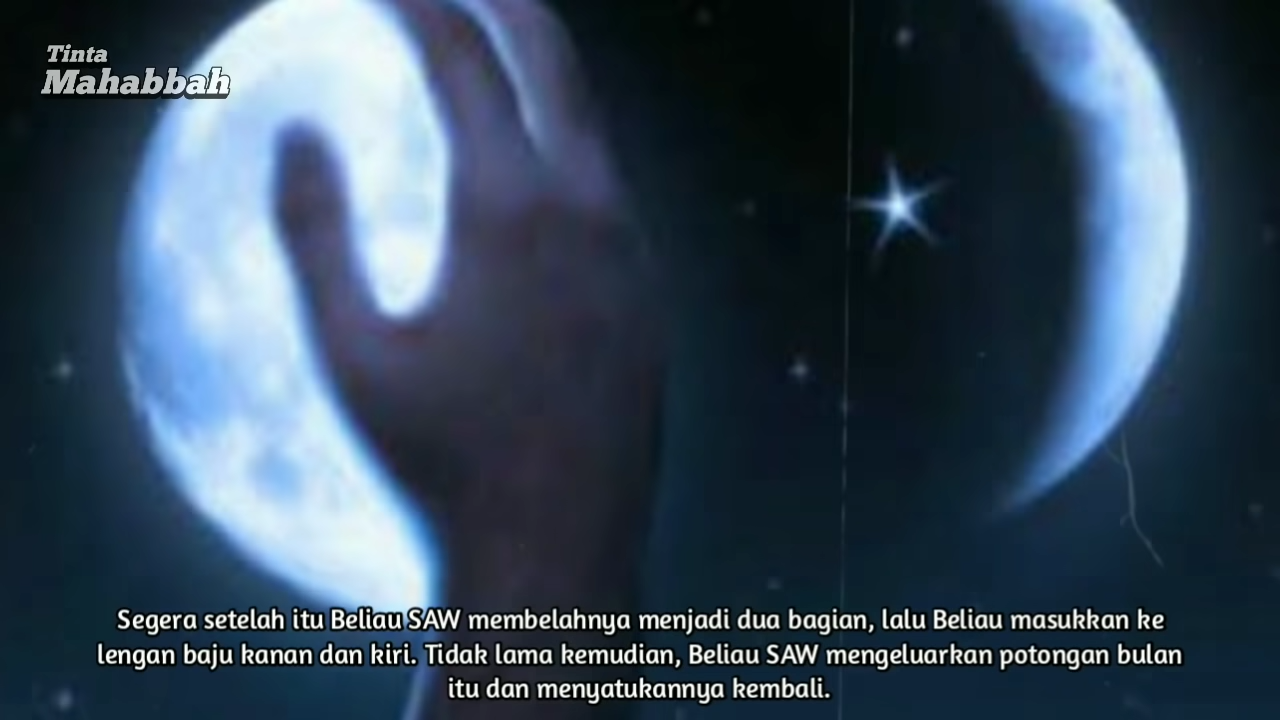 Tinta
Mahabbah
Segera setelah itu Beliau SAW membelahnya menjadi dua bagian, lalu Beliau masukkan ke
lengan baju kanan dan kiri. Tidak lama kemudian, Beliau SAW mengeluarkan potongan bulan
itu dan menyatukannya kembali.